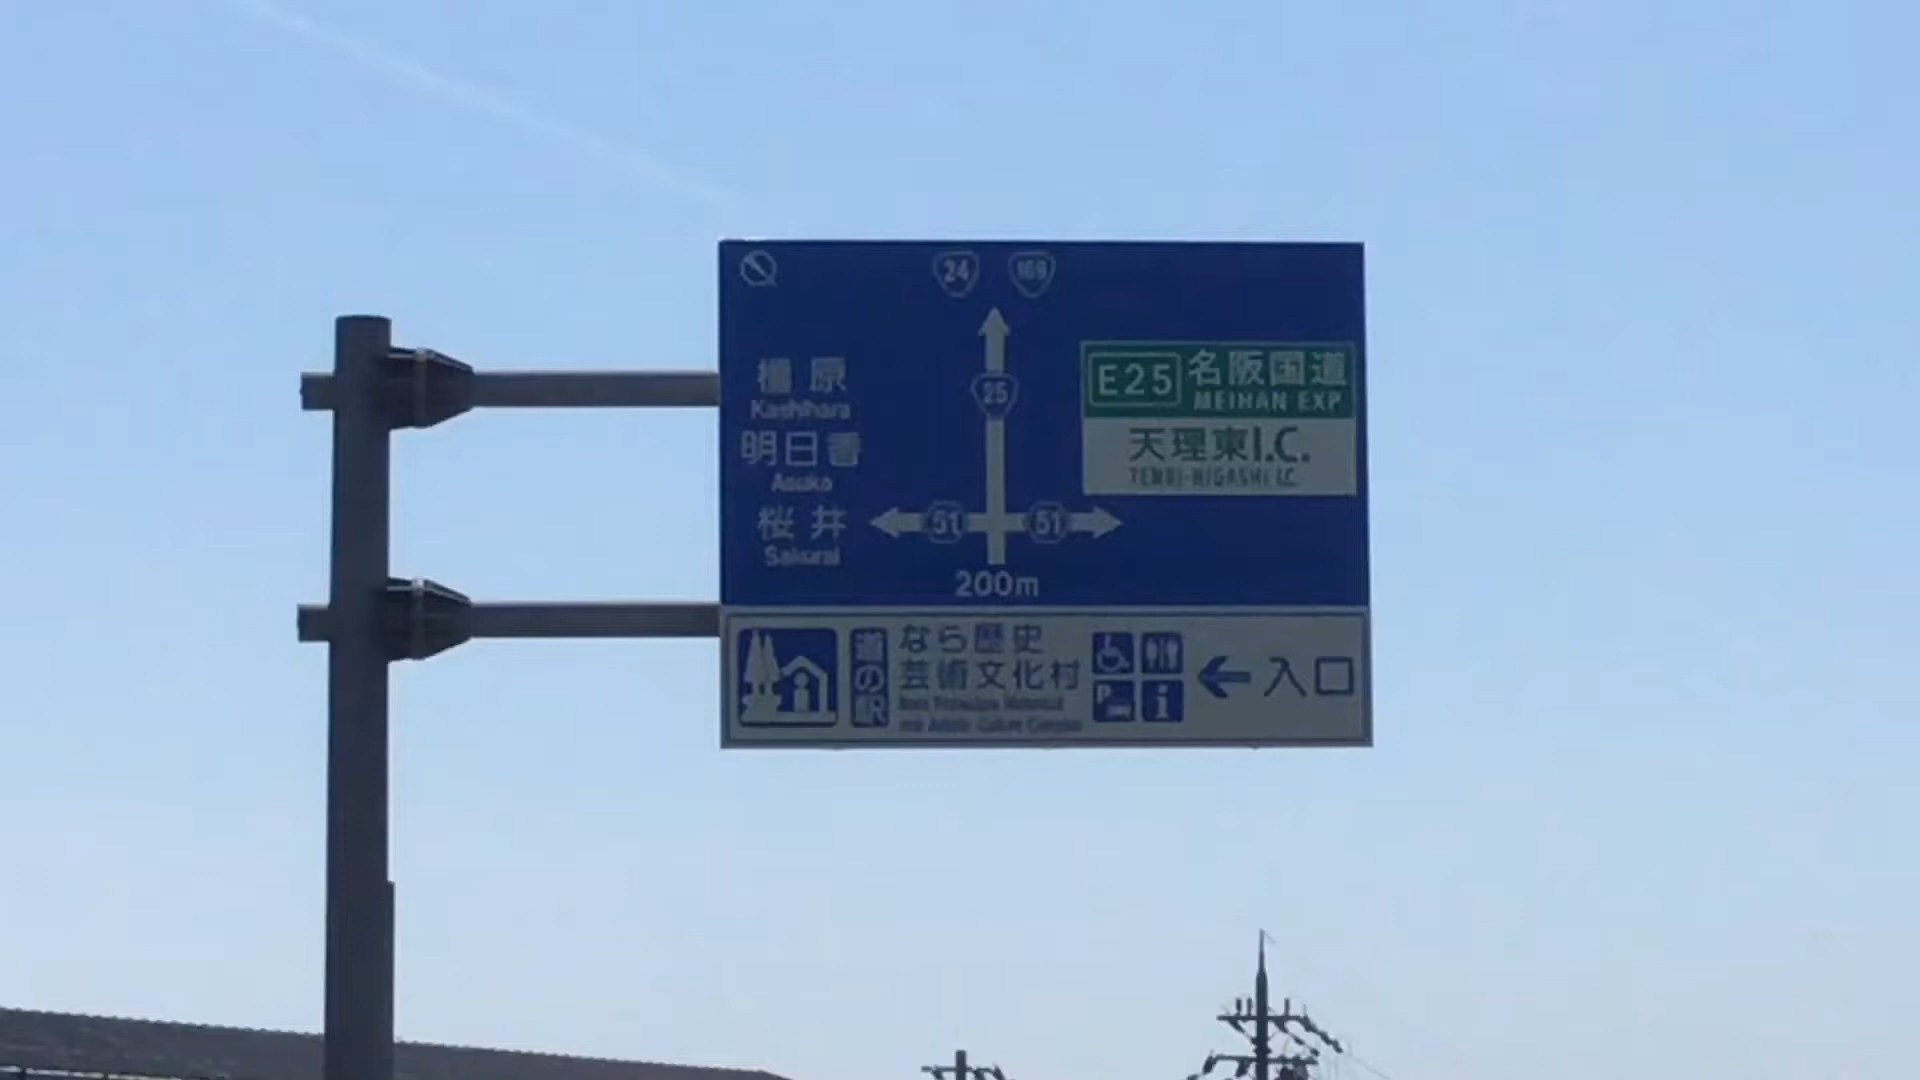 24 169
橿原
Kashihara
明日香
Asuka
桜井
Sakurai
25
51 51
200m
E25 名阪国道
MEIHAN EXP
天理東I.C.
TENRI-HIGASHI I.C.
道の駅
なら歴史
芸術文化村
P
i
入口